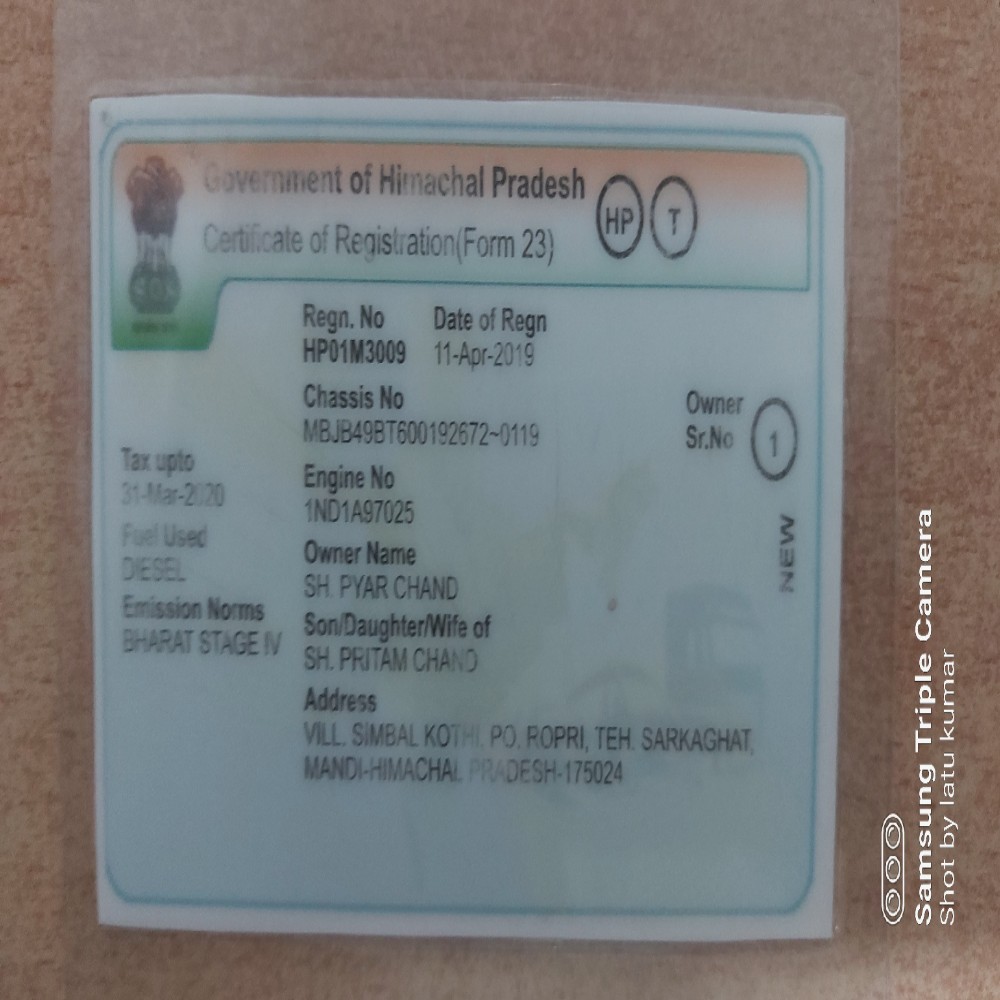 Government of Himachal Pradesh
HP T
Certificate of Registration(Form 23)
Regn. No Date of Regn
HP01M3009 11-Apr-2019
Chassis No
MBJB49BT600192672~0119
Owner
Sr.No 1
Tax upto
31-Mar-2020
Engine No
1ND1A97025
Fuel Used
DIESEL
Owner Name
SH. PYAR CHAND
NEW
Emission Norms
BHARAT STAGE IV
Son/Daughter/Wife of
SH. PRITAM CHAND
Address
VILL. SIMBAL KOTHI, PO. ROPRI, TEH. SARKAGHAT,
MANDI-HIMACHAL PRADESH-175024
Samsung Triple Camera
Shot by latu kumar